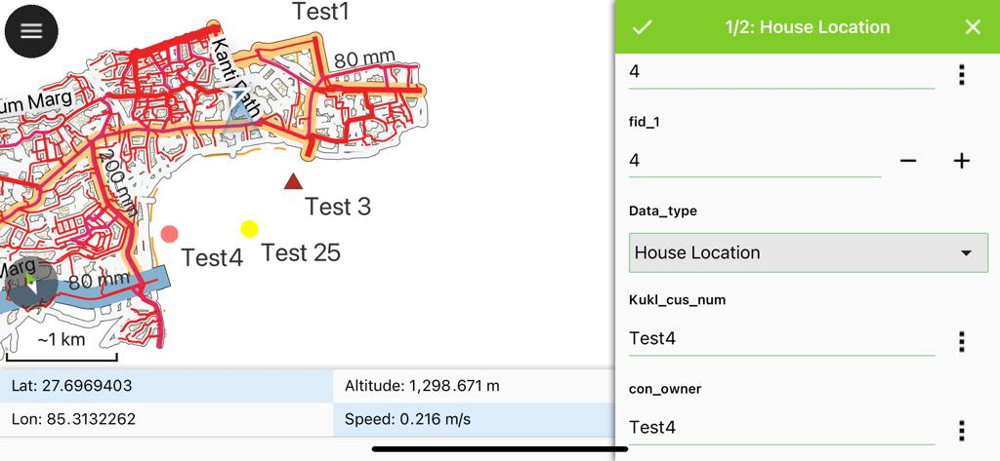 Test1
80 mm
Kanti Path
um Marg
200 mm
Test 3
Test4
Test 25
Marg
80 mm
~1 km
Lat: 27.6969403
Altitude: 1,298.671 m
Lon: 85.3132262
Speed: 0.216 m/s
1/2: House Location
4
fid_1
4
Data_type
House Location
Kukl_cus_num
Test4
con_owner
Test4